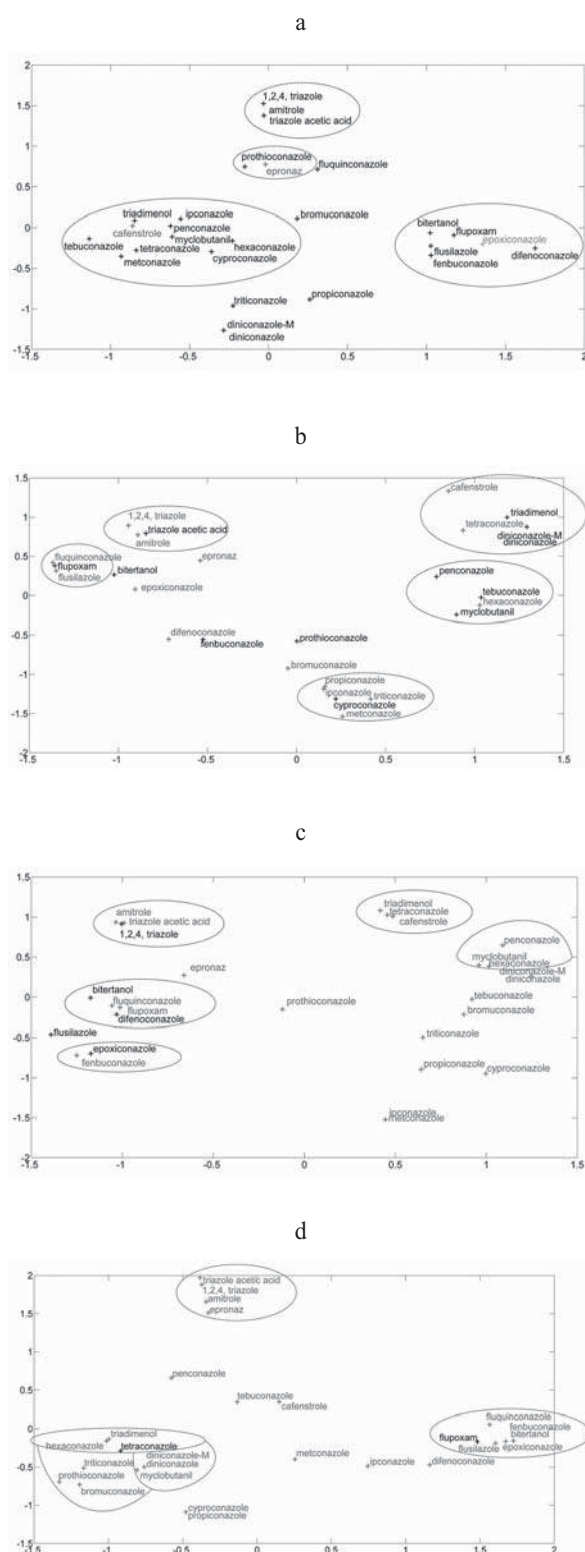 a
2
1.5
1,2,4, triazole
amitrole
triazole acetic acid
1
prothioconazole
epronaz
fluquinconazole
0.5
triadimenol
ipconazole
bromuconazole
bitertanol
cafenstrole
penconazole
flupoxam
0
myclobutanil
epoxiconazole
tebuconazole
tetraconazole
hexaconazole
flusilazole
difenoconazole
metconazole
cyproconazole
fenbuconazole
-0.5
propiconazole
triticonazole
-1
diniconazole-M
diniconazole
-1.5
-1.5 -1 -0.5 0 0.5 1 1.5 2
b
1.5
cafenstrole
1
1,2,4, triazole
triadimenol
triazole acetic acid
tetraconazole
diniconazole-M
amitrole
diniconazole
0.5
fluquinconazole
epronaz
flupoxam
bitertanol
penconazole
flusilazole
epoxiconazole
tebuconazole
0
hexaconazole
myclobutanil
difenoconazole
-0.5
fenbuconazole
prothioconazole
bromuconazole
-1
propiconazole
ipconazole
triticonazole
cyproconazole
-1.5
metconazole
-2
-1.5 -1 -0.5 0 0.5 1 1.5
c
1.5
amitrole
triadimenol
1
triazole acetic acid
tetraconazole
1,2,4, triazole
cafenstrole
penconazole
0.5
myclobutanil
epronaz
hexaconazole
diniconazole-M
bitertanol
diniconazole
0
fluquinconazole
tebuconazole
flupoxam
prothioconazole
difenoconazole
bromuconazole
-0.5
flusilazole
triticonazole
epoxiconazole
fenbuconazole
propiconazole
cyproconazole
-1
ipconazole
-1.5
metconazole
-2
-1.5 -1 -0.5 0 0.5 1 1.5
d
2
triazole acetic acid
1,2,4, triazole
amitrole
1.5
epronaz
1
penconazole
0.5
tebuconazole
cafenstrole
fluquinconazole
0
triadimenol
fenbuconazole
flupoxam
bitertanol
hexaconazole
tetraconazole
flusilazole
epoxiconazole
diniconazole-M
metconazole
-0.5
triticonazole
diniconazole
ipconazole
difenoconazole
prothioconazole
myclobutanil
bromuconazole
-1
cyproconazole
propiconazole
-1.5
-1.5 -1 -0.5 0 0.5 1 1.5 2